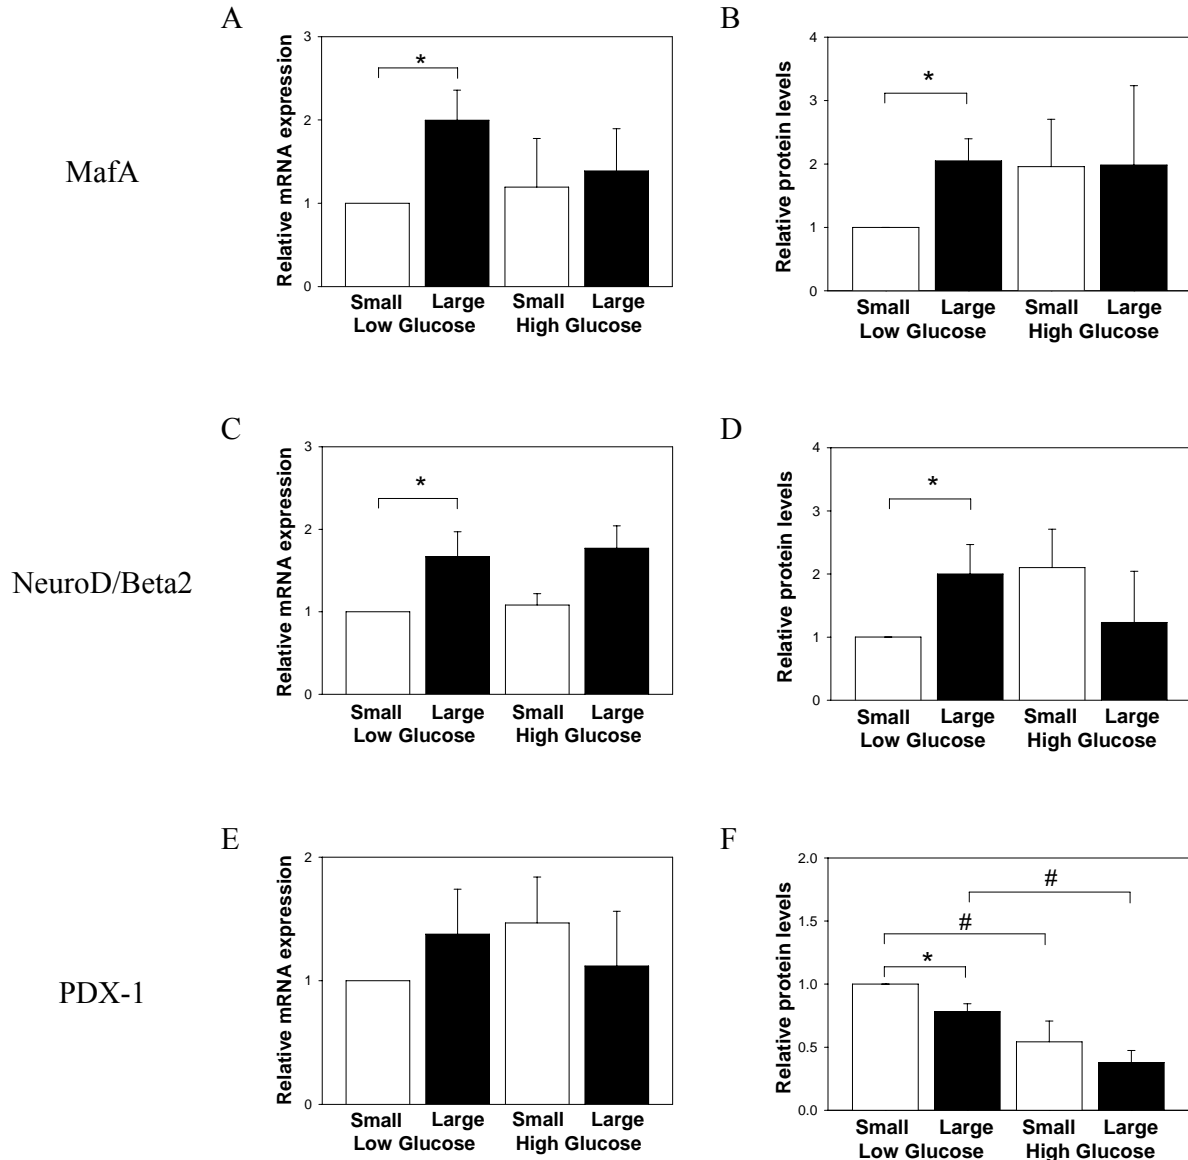 A
B
MafA
Relative mRNA expression
3
2
1
0
*
Small Large Small Large
Low Glucose High Glucose
Relative protein levels
4
3
2
1
0
*
Small Large Small Large
Low Glucose High Glucose
C
D
NeuroD/Beta2
Relative mRNA expression
3
2
1
0
*
Small Large Small Large
Low Glucose High Glucose
Relative protein levels
4
3
2
1
0
*
Small Large Small Large
Low Glucose High Glucose
E
F
PDX-1
Relative mRNA expression
2
1
0
Small Large Small Large
Low Glucose High Glucose
Relative protein levels
2.0
1.5
1.0
0.5
0.0
#
#
*
Small Large Small Large
Low Glucose High Glucose